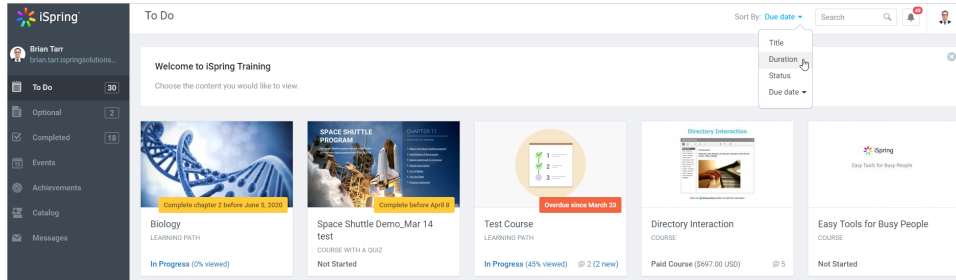 iSpring
To Do
Sort By: Due date
Search
49
Brian Tarr
brian.tarr.ispringsolutions...
Title
Duration
Status
Due date
Welcome to iSpring Training
Choose the content you would like to view.
To Do 30
Optional 2
Completed 18
Events
Achievements
Catalog
Messages
SPACE SHUTTLE
PROGRAM
CHAPTER 11
Complete chapter 2 before June 5, 2020
Biology
LEARNING PATH
In Progress (0% viewed)
Complete before April 8
Space Shuttle Demo_Mar 14
test
COURSE WITH A QUIZ
Not Started
1
2
3
Overdue since March 23
Test Course
LEARNING PATH
In Progress (45% viewed) 2 (2 new)
Directory Interaction
Directory Interaction
COURSE
Paid Course ($697.00 USD) 5
iSpring
Easy Tools for Busy People
Easy Tools for Busy People
COURSE
Not Started